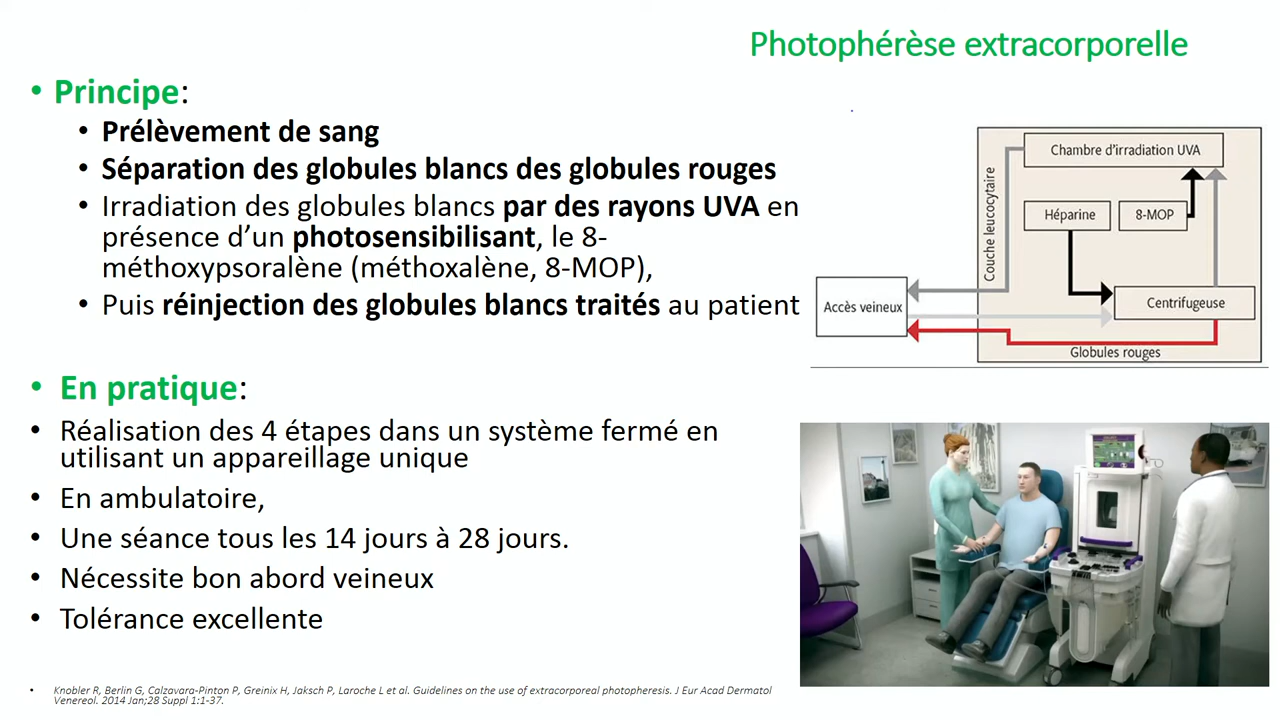 Photophérèse extracorporelle
• Principe:
• Prélèvement de sang
• Séparation des globules blancs des globules rouges
• Irradiation des globules blancs par des rayons UVA en
présence d’un photosensibilisant, le 8-
méthoxypsoralène (méthoxalène, 8-MOP),
• Puis réinjection des globules blancs traités au patient
Chambre d’irradiation UVA
Couche leucocytaire
Héparine
8-MOP
Accès veineux
Centrifugeuse
Globules rouges
• En pratique:
• Réalisation des 4 étapes dans un système fermé en
utilisant un appareillage unique
• En ambulatoire,
• Une séance tous les 14 jours à 28 jours.
• Nécessite bon abord veineux
• Tolérance excellente
• Knobler R, Berlin G, Calzavara-Pinton P, Greinix H, Jaksch P, Laroche L et al. Guidelines on the use of extracorporeal photopheresis. J Eur Acad Dermatol
Venereol. 2014 Jan;28 Suppl 1:1-37.